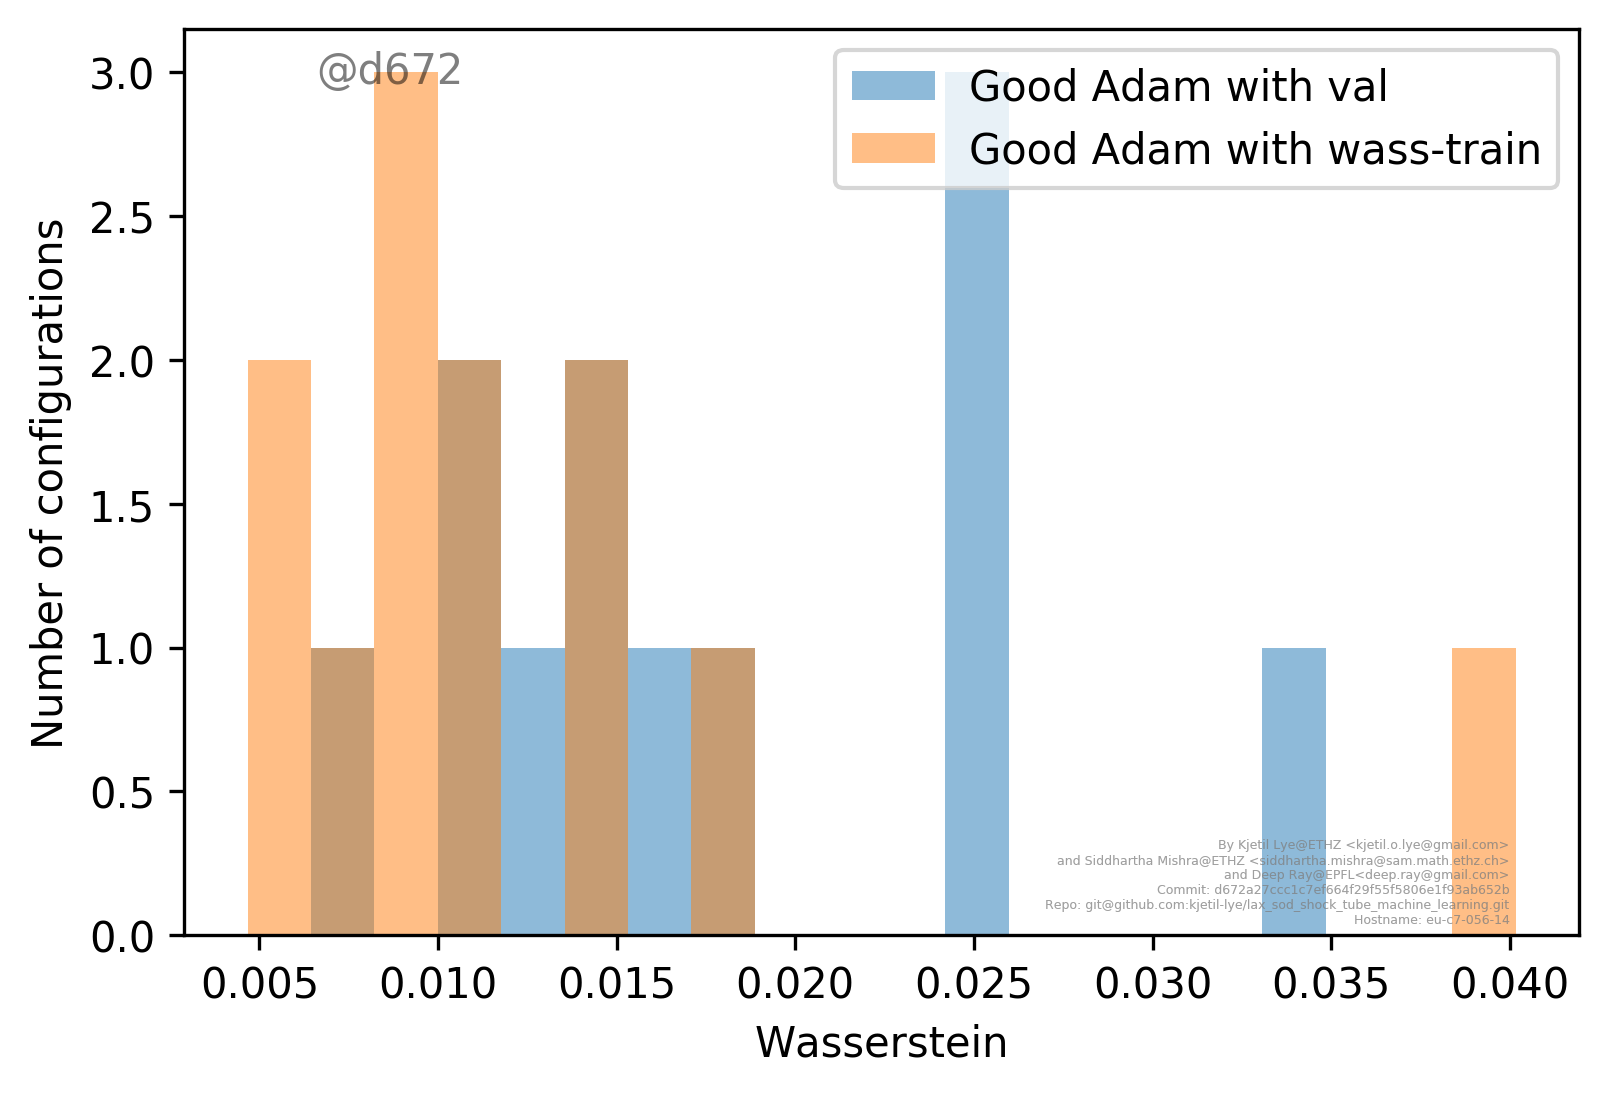 @d672
Good Adam with val
Good Adam with wass-train
3.0
2.5
2.0
1.5
1.0
0.5
0.0
Number of configurations
By Kjetil Lye@ETHZ <kjetil.o.lye@gmail.com>
and Siddhartha Mishra@ETHZ <siddhartha.mishra@sam.math.ethz.ch>
and Deep Ray@EPFL<deep.ray@gmail.com>
Commit: d672a27ccc1c7ef664f29f55f5806e1f93ab652b
Repo: git@github.com:kjetil-lye/lax_sod_shock_tube_machine_learning.git
Hostname: eu-c7-056-14
0.005 0.010 0.015 0.020 0.025 0.030 0.035 0.040
Wasserstein